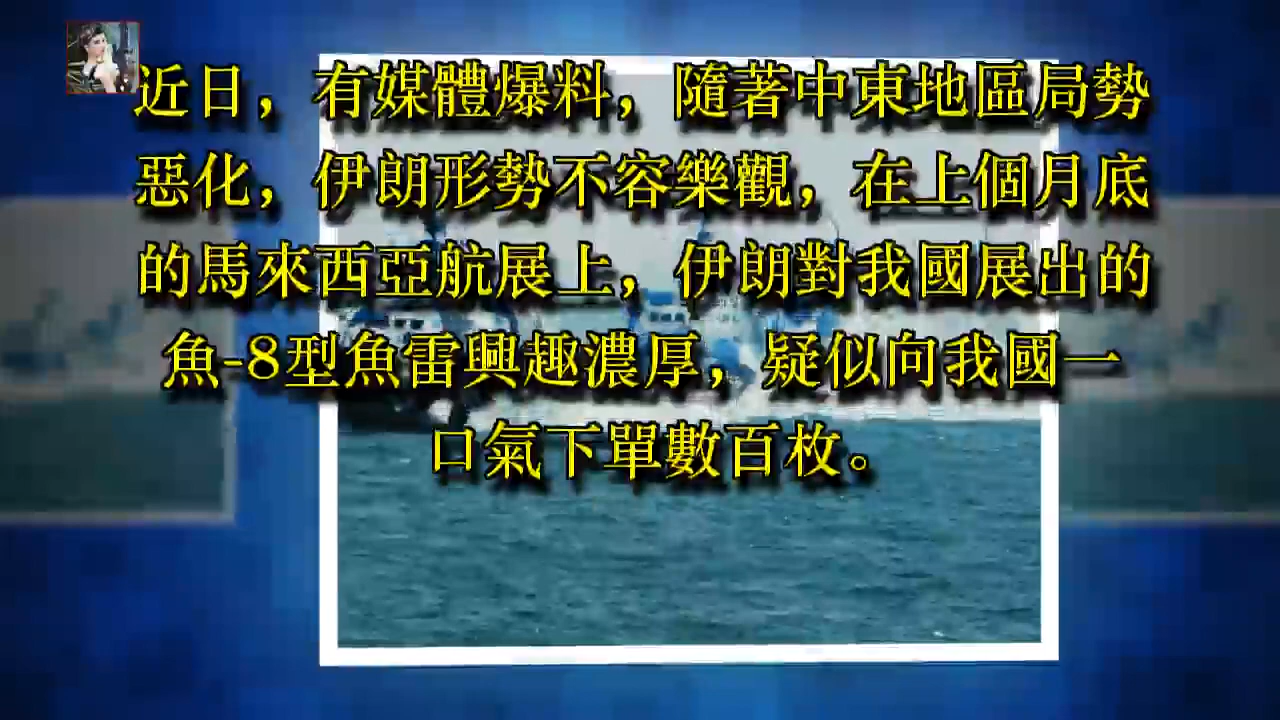 近日，有媒體爆料，隨著中東地區局勢
惡化，伊朗形勢不容樂觀，在上個月底
的馬來西亞航展上，伊朗對我國展出的
魚-8型魚雷興趣濃厚，疑似向我國一
口氣下單數百枚。